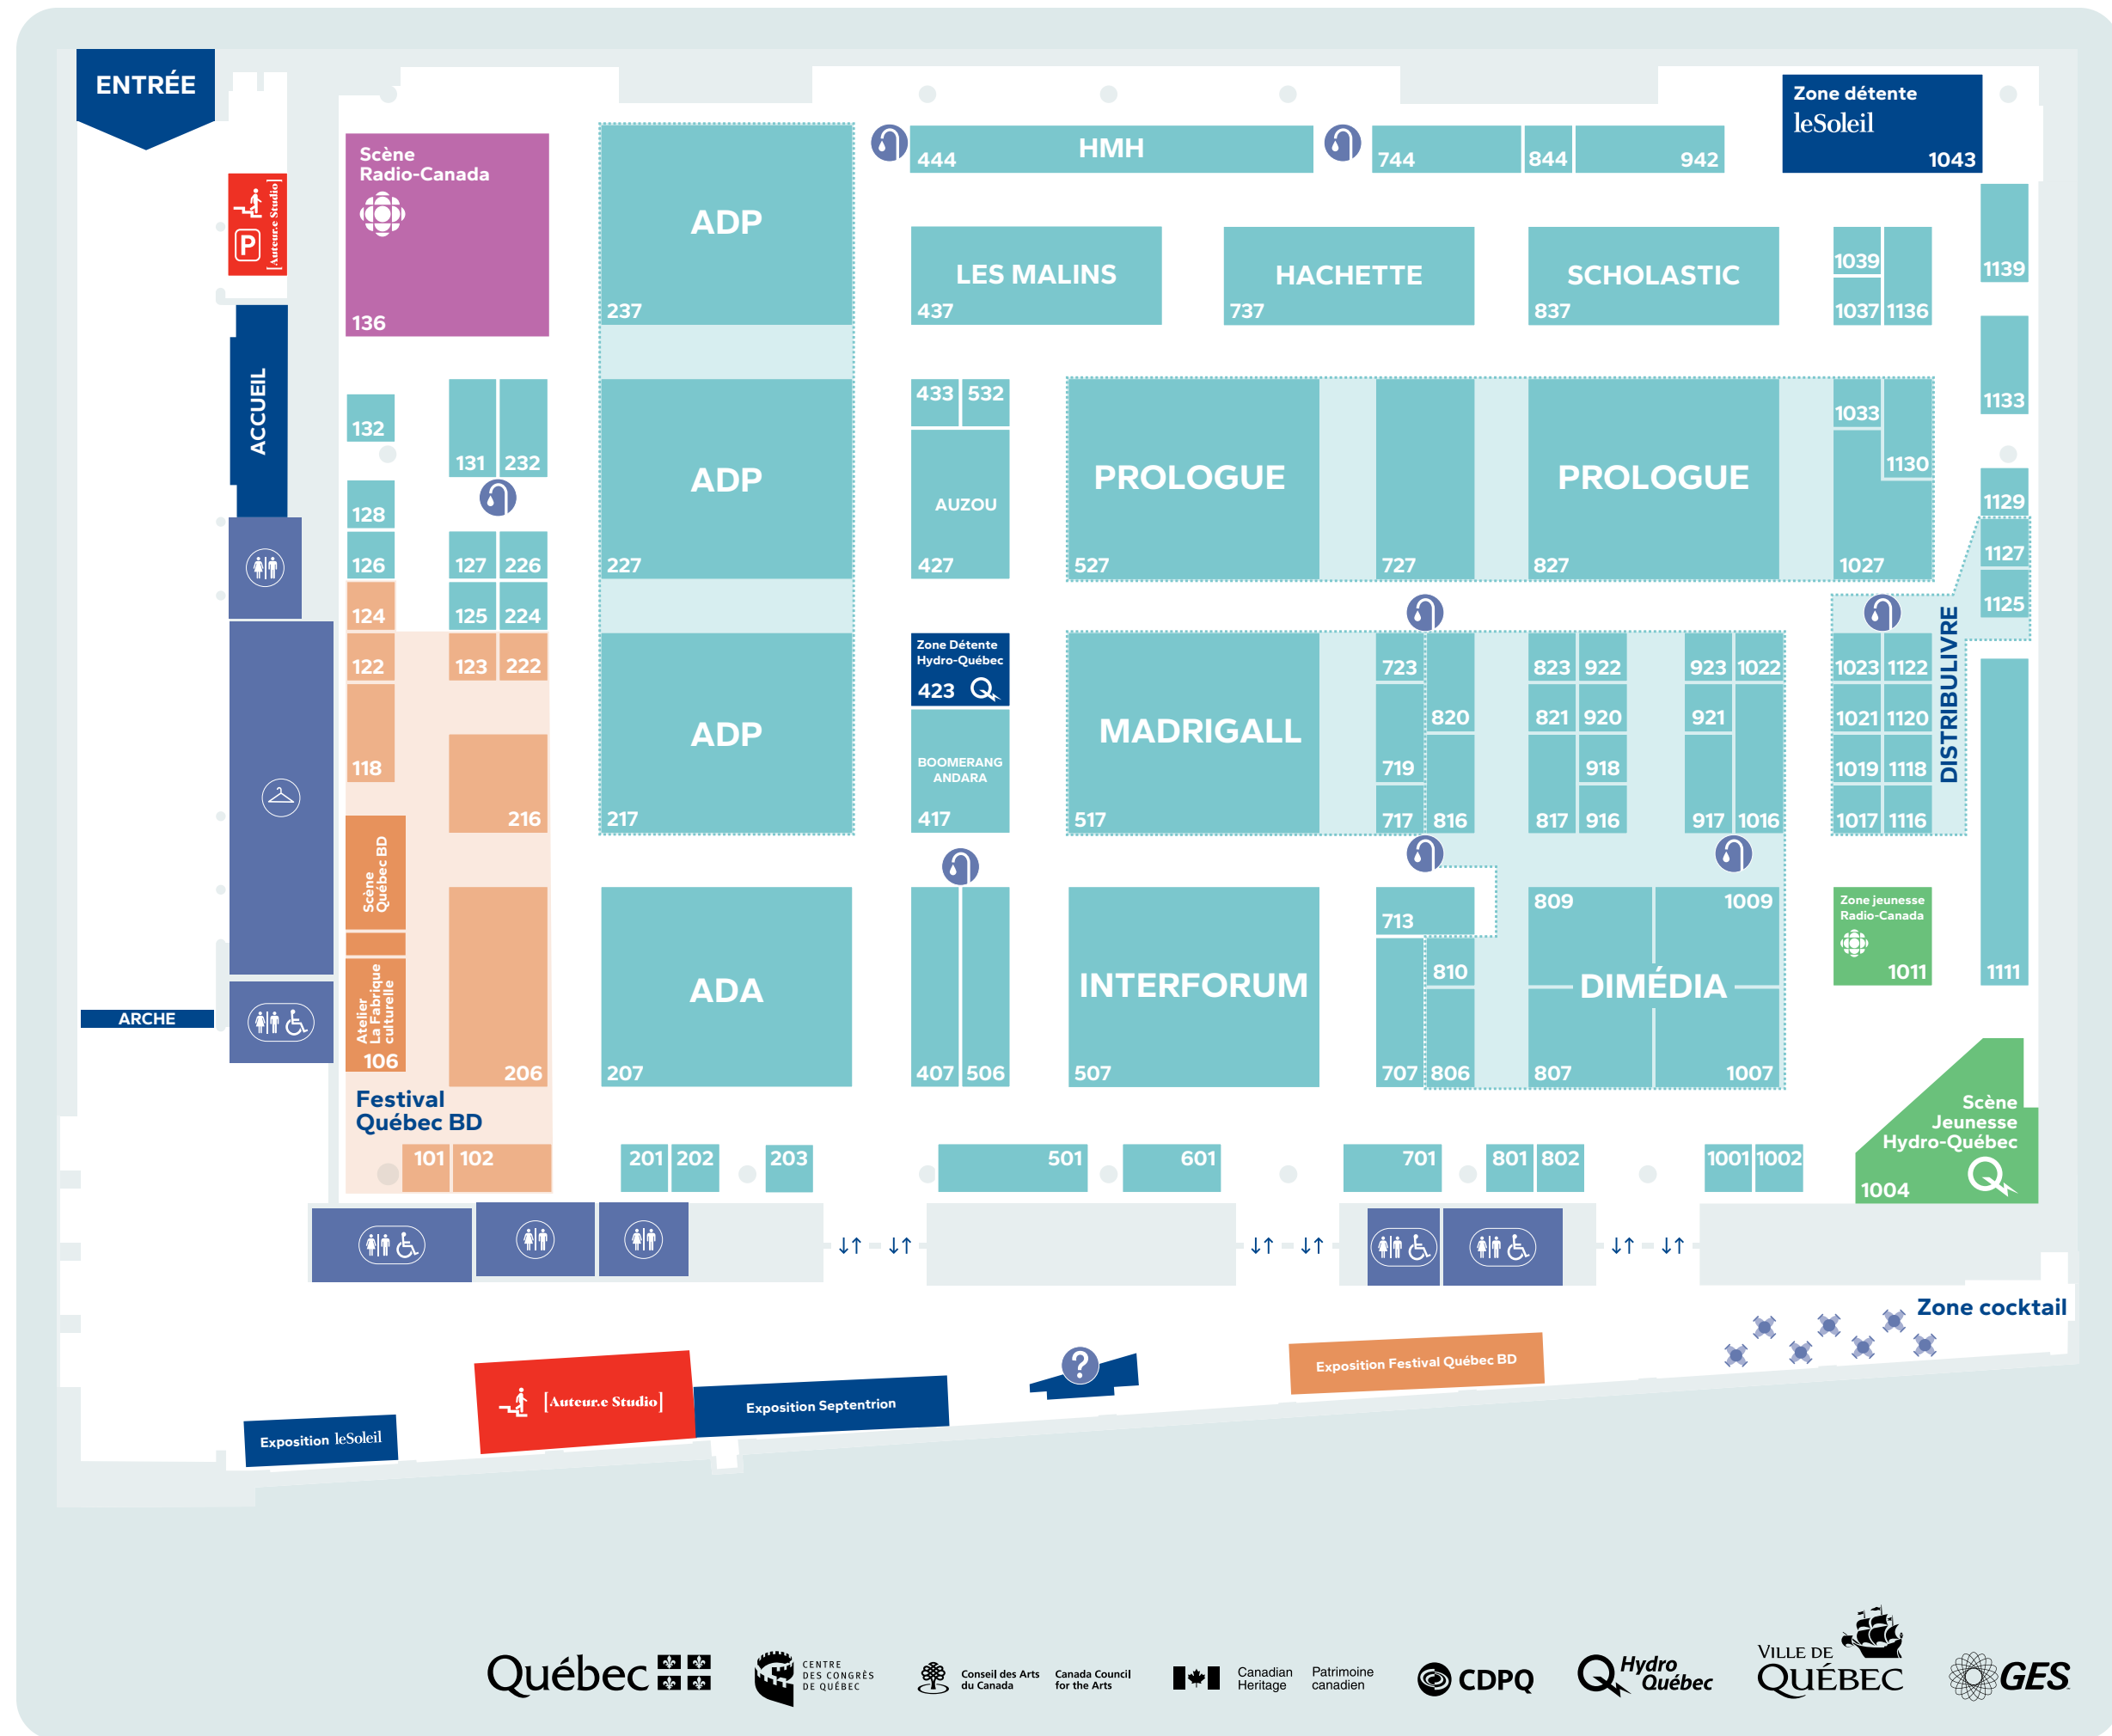 ENTRÉE
Zone détente
leSoleil
1043
HMH
444
744
844
942
Scène
Radio-Canada
136
P
[Auteur.e Studio]
ADP
237
LES MALINS
437
HACHETTE
737
SCHOLASTIC
837
1039
1037
1136
1139
1133
ACCUEIL
132
131
232
128
126
127
226
124
125
224
122
123
222
118
216
ADP
227
433
532
AUZOU
427
PROLOGUE
527
727
PROLOGUE
827
1033
1130
1027
1129
1127
1125
Zone Détente
Hydro-Québec
423
ADP
217
BOOMERANG
ANDARA
417
MADRIGALL
517
723
719
717
820
816
823
922
821
920
918
817
916
923
1022
921
917
1016
1023
1122
1021
1120
1019
1118
1017
1116
DISTRIBULIVRE
Scène
Québec BD
Atelier
La Fabrique
culturelle
106
206
ARCHE
Festival
Québec BD
ADA
207
407
506
INTERFORUM
507
713
810
707
806
809
1009
DIMÉDIA
807
1007
Zone jeunesse
Radio-Canada
1011
1111
Scène
Jeunesse
Hydro-Québec
1004
101
102
201
202
203
501
601
701
801
802
1001
1002
Zone cocktail
?
Exposition Festival Québec BD
[Auteur.e Studio]
Exposition Septentrion
Exposition leSoleil
Québec
CENTRE
DES CONGRÈS
DE QUÉBEC
Conseil des Arts
du Canada
Canada Council
for the Arts
Canadian
Heritage
Patrimoine
canadien
CDPQ
Hydro
Québec
VILLE DE
QUÉBEC
GES